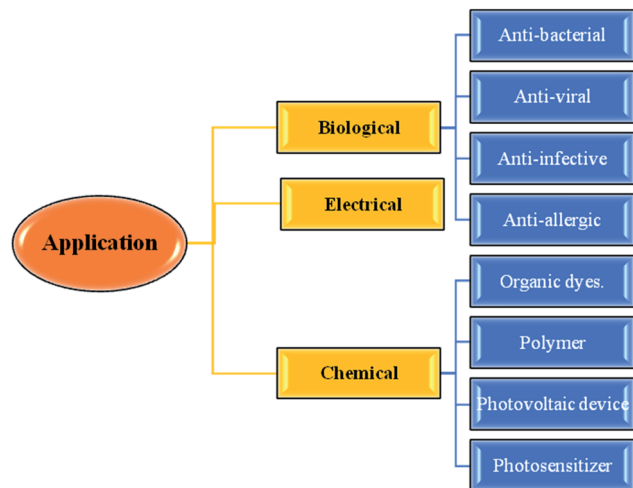 Application
Biological
Anti-bacterial
Anti-viral
Anti-infective
Anti-allergic
Electrical
Chemical
Organic dyes.
Polymer
Photovoltaic device
Photosensitizer